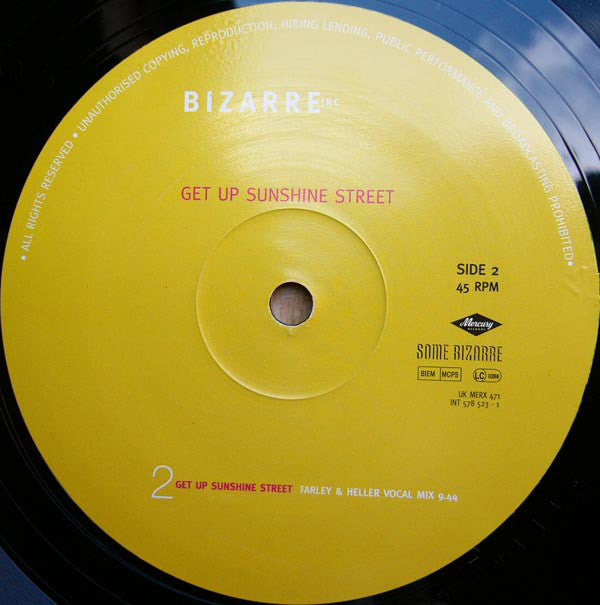 • ALL RIGHTS RESERVED • UNAUTHORISED COPYING, REPRODUCTION, HIRING LENDING, PUBLIC PERFORMANCE AND BROADCASTING PROHIBITED•
BIZARRE INC
GET UP SUNSHINE STREET
SIDE 2
45 RPM
Mercury
RECORDS
SOME BIZARRE
BIEM MCPS LC 0268
UK MERX 471
INT 578 523 - 1
2 GET UP SUNSHINE STREET FARLEY & HELLER VOCAL MIX 9.44